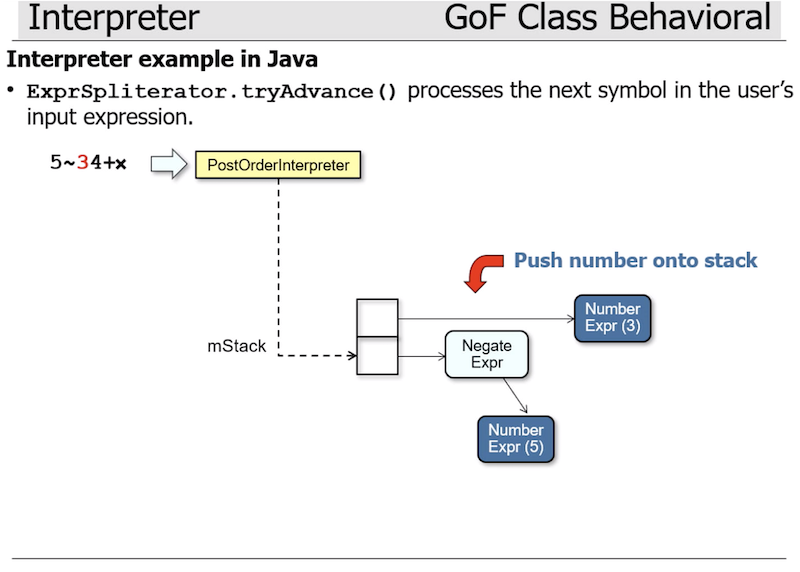 Interpreter GoF Class Behavioral
Interpreter example in Java
• ExprSpliterator.tryAdvance() processes the next symbol in the user’s
input expression.
5~34+×
PostOrderInterpreter
Push number onto stack
Number
Expr (3)
mStack
Negate
Expr
Number
Expr (5)